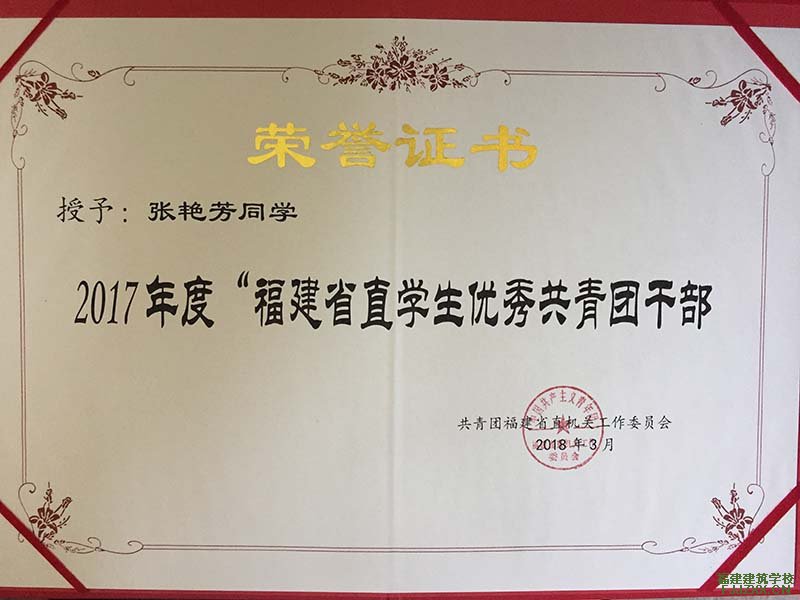 荣誉证书
授予：张艳芳同学
2017年度“福建省直学生优秀共青团干部
共青团福建省直机关工作委员会
2018年3月
委员会
福建建筑学校